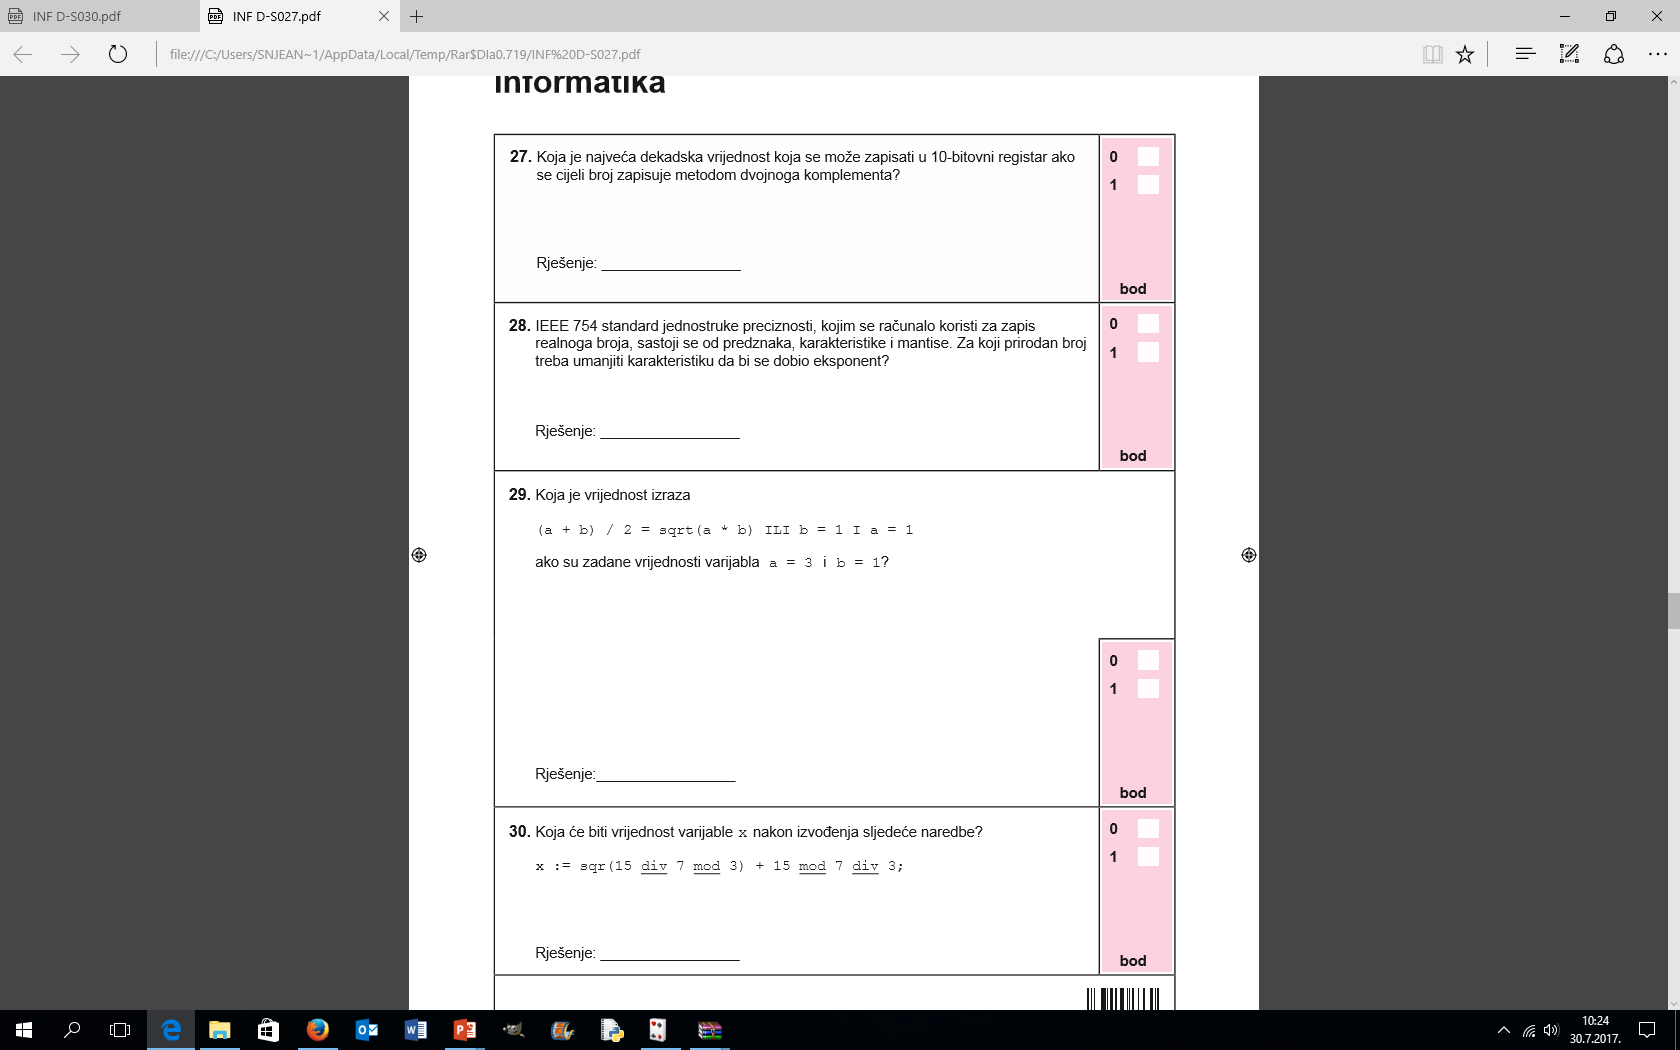 INF D-S030.pdf
INF D-S027.pdf
file:///C:/Users/SNJEAN~1/AppData/Local/Temp/Rar$DIa0.719/INF%20D-S027.pdf
Informatika
27. Koja je najveća dekadska vrijednost koja se može zapisati u 10-bitovni registar ako
se cijeli broj zapisuje metodom dvojnoga komplementa?
Rješenje: _________________
0
1
bod
28. IEEE 754 standard jednostruke preciznosti, kojim se računalo koristi za zapis
realnoga broja, sastoji se od predznaka, karakteristike i mantise. Za koji prirodan broj
treba umanjiti karakteristiku da bi se dobio eksponent?
Rješenje: _________________
0
1
bod
29. Koja je vrijednost izraza
(a + b) / 2 = sqrt(a * b) ILI b = 1 I a = 1
ako su zadane vrijednosti varijabla a = 3 i b = 1?
Rješenje:_________________
0
1
bod
30. Koja će biti vrijednost varijable x nakon izvođenja sljedeće naredbe?
x := sqr(15 div 7 mod 3) + 15 mod 7 div 3;
Rješenje: _________________
0
1
bod
10:24
30.7.2017.